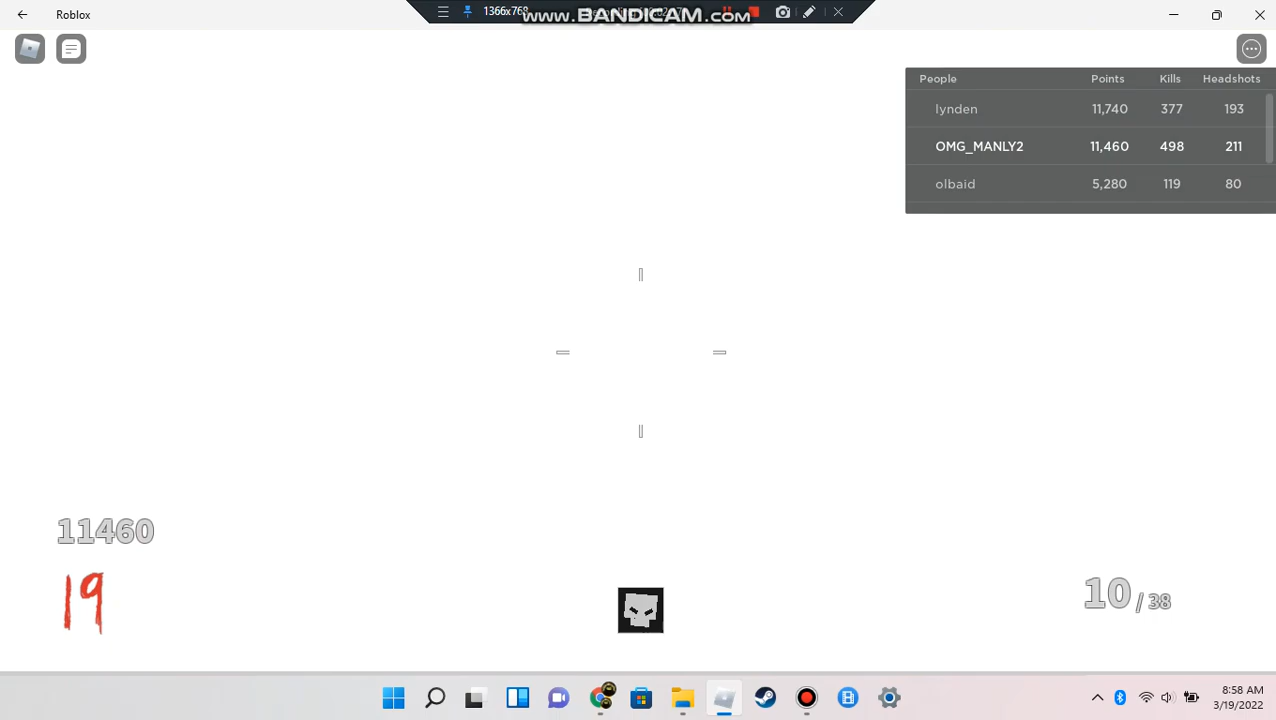 Roblox
1366x768
www.BANDICAM.com
People Points Kills Headshots
lynden 11,740 377 193
OMG_MANLY2 11,460 498 211
olbaid 5,280 119 80
11460
19
10 / 38
8:58 AM
3/19/2022